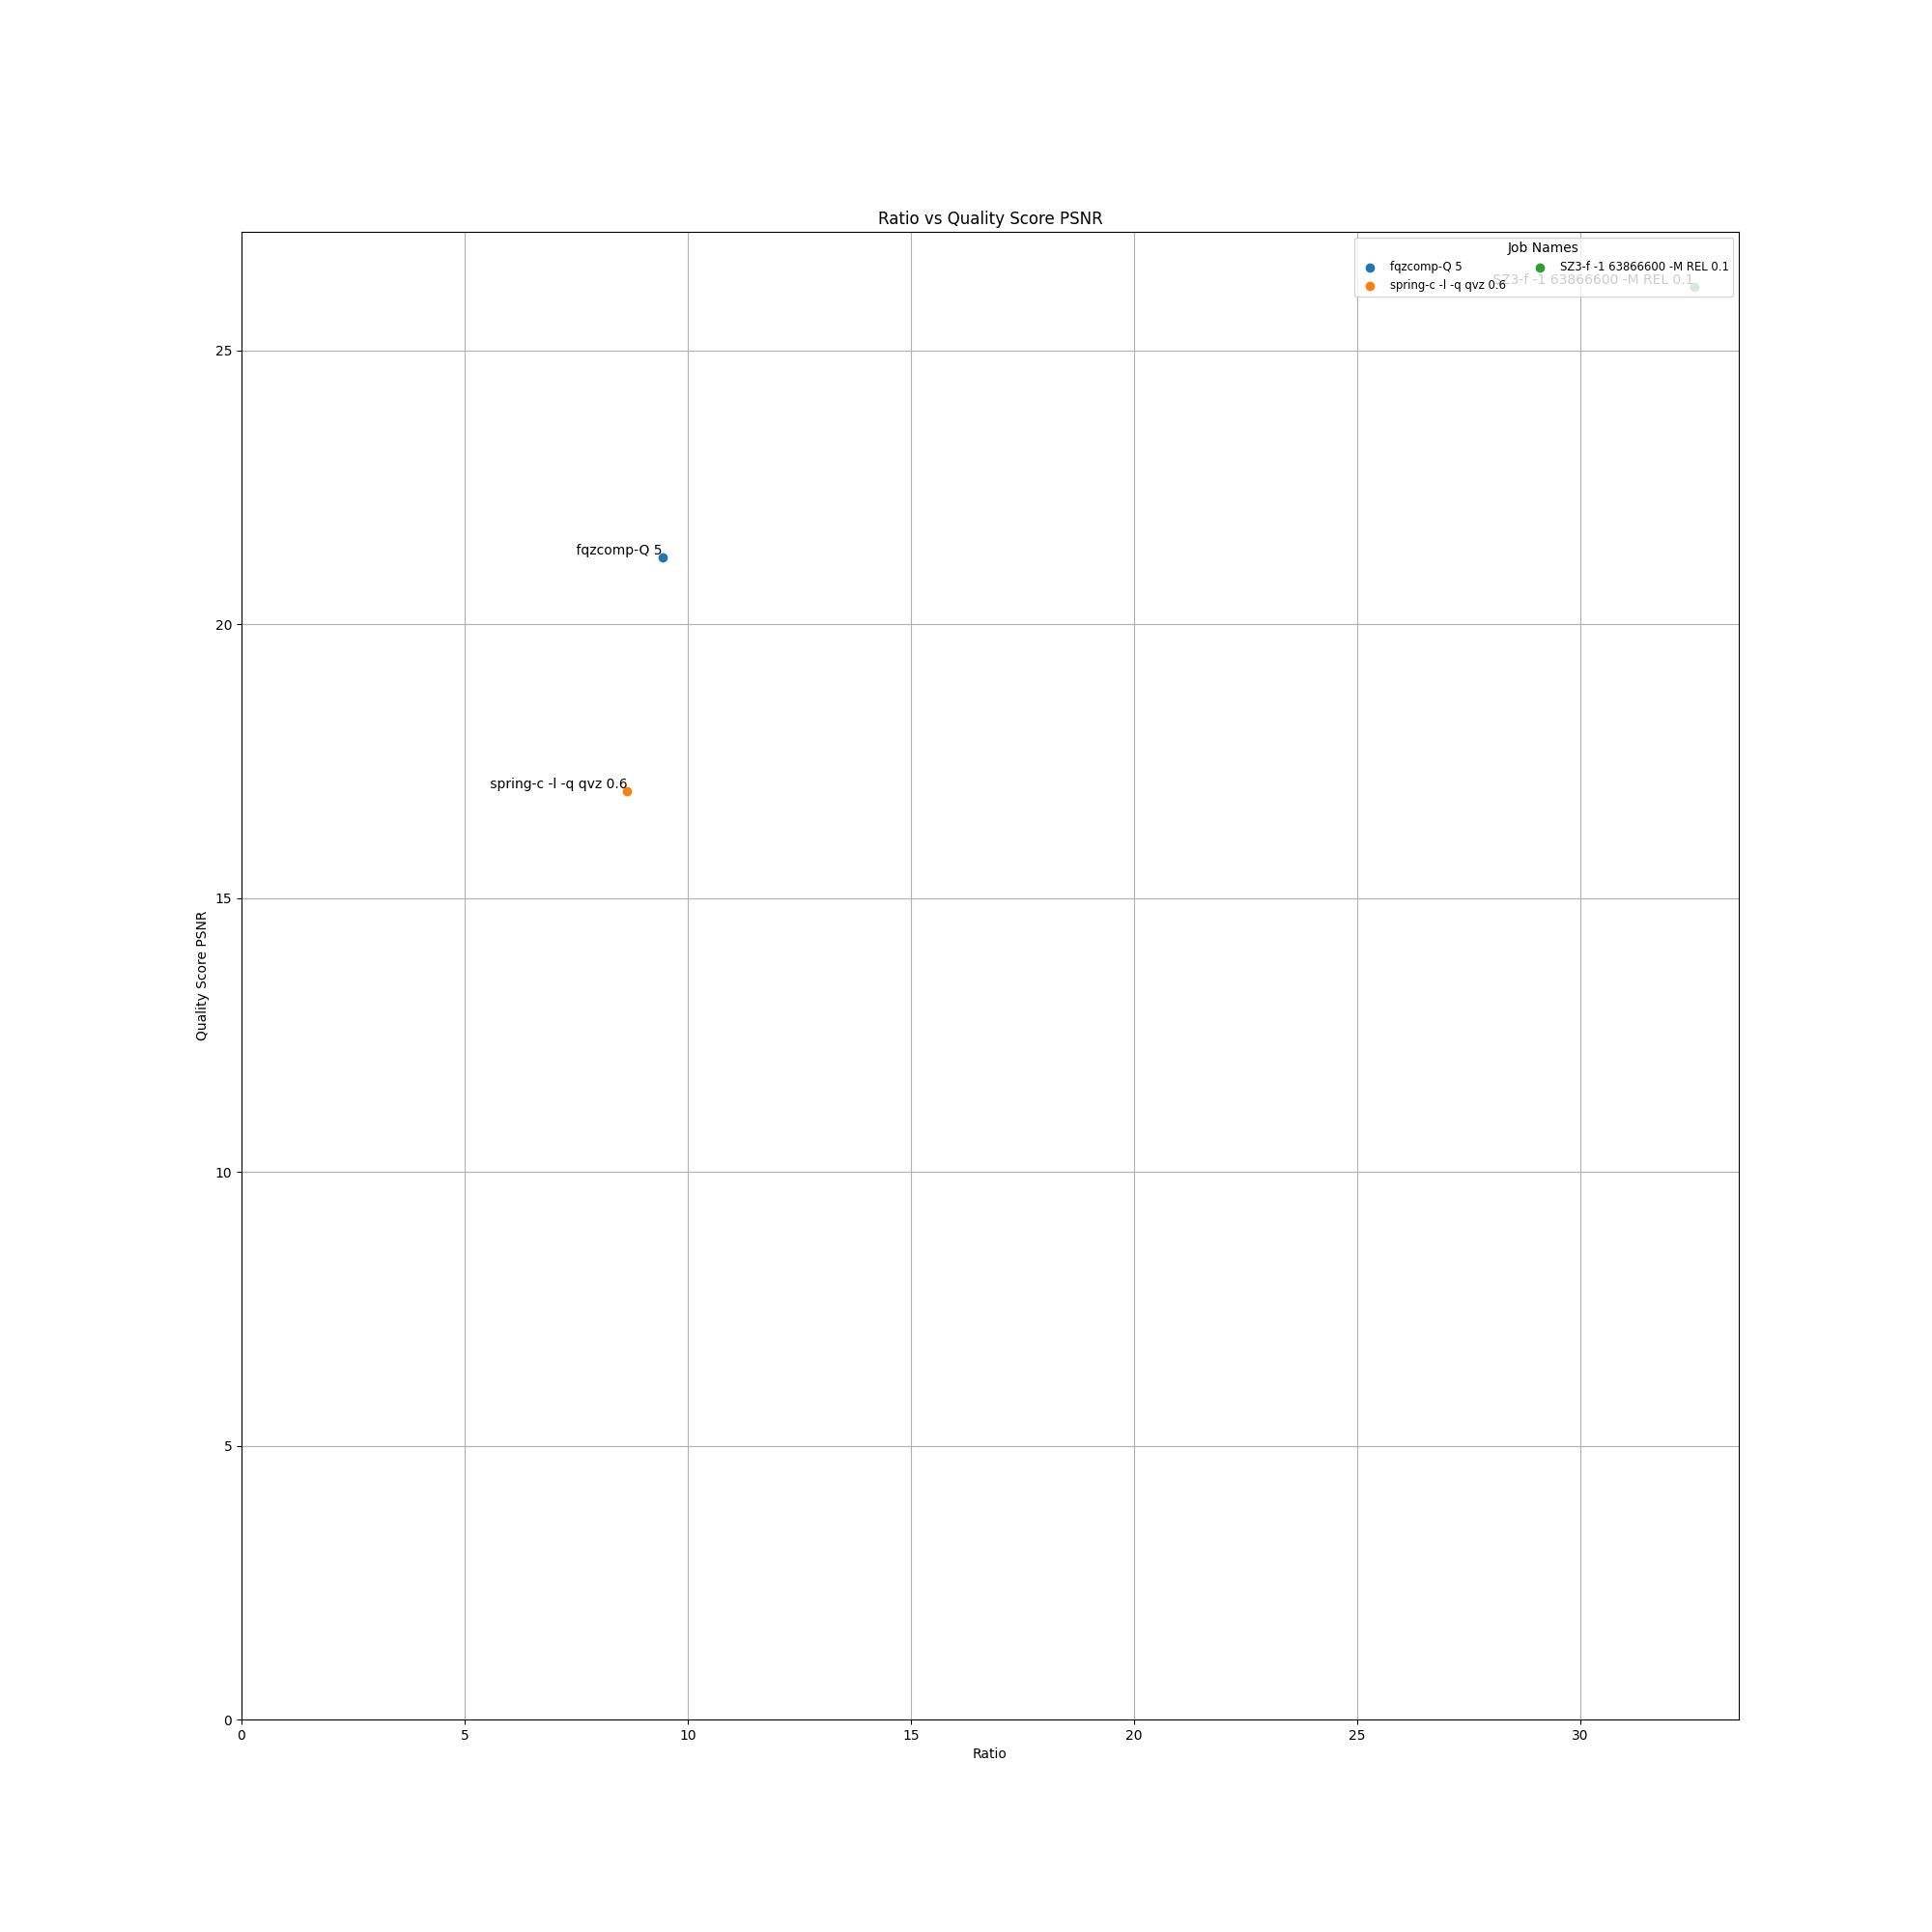 Ratio vs Quality Score PSNR
Job Names
fqzcomp-Q 5
spring-c -l -q qvz 0.6
SZ3-f -1 63866600 -M REL 0.1
SZ3-f -1 63866600 -M REL 0.1
25
fqzcomp-Q 5
20
spring-c -l -q qvz 0.6
15
Quality Score PSNR
10
5
0
0 5 10 15 20 25 30
Ratio